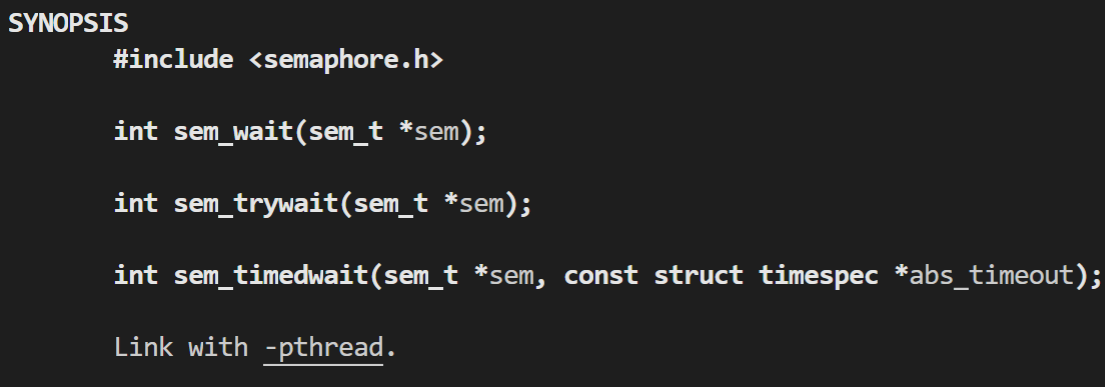 SYNOPSIS
#include <semaphore.h>
int sem_wait(sem_t *sem);
int sem_trywait(sem_t *sem);
int sem_timedwait(sem_t *sem, const struct timespec *abs_timeout);
Link with -pthread.